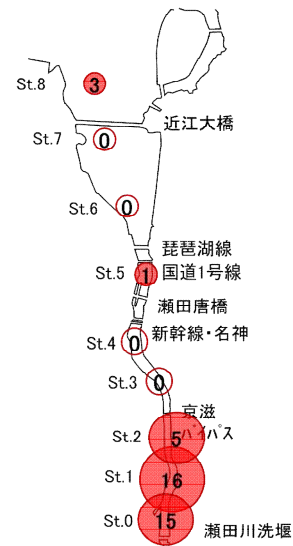 St.8 3
近江大橋
St.7 0
St.6 0
琵琶湖線
St.5 1 国道1号線
瀬田唐橋
St.4 0 新幹線・名神
St.3 0
京滋
St.2 5 バイパス
St.1 16
St.0 15 瀬田川洗堰